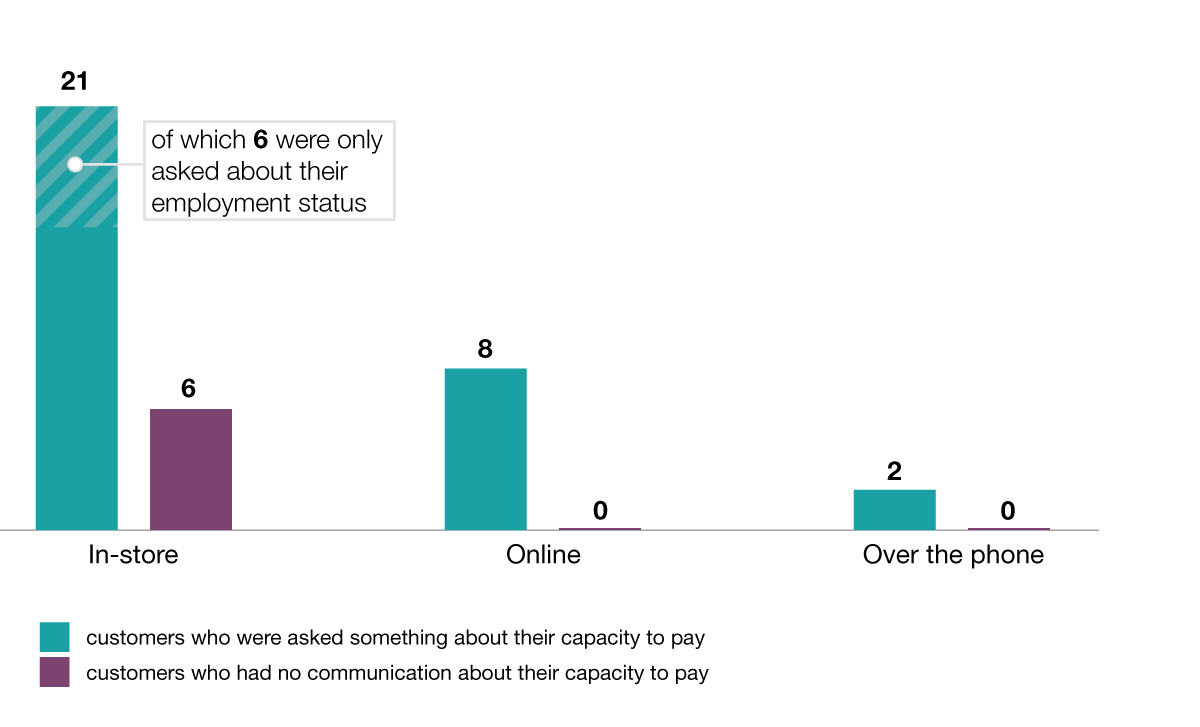 21
of which 6 were only
asked about their
employment status
6
8
0
2
0
In-store
Online
Over the phone
customers who were asked something about their capacity to pay
customers who had no communication about their capacity to pay